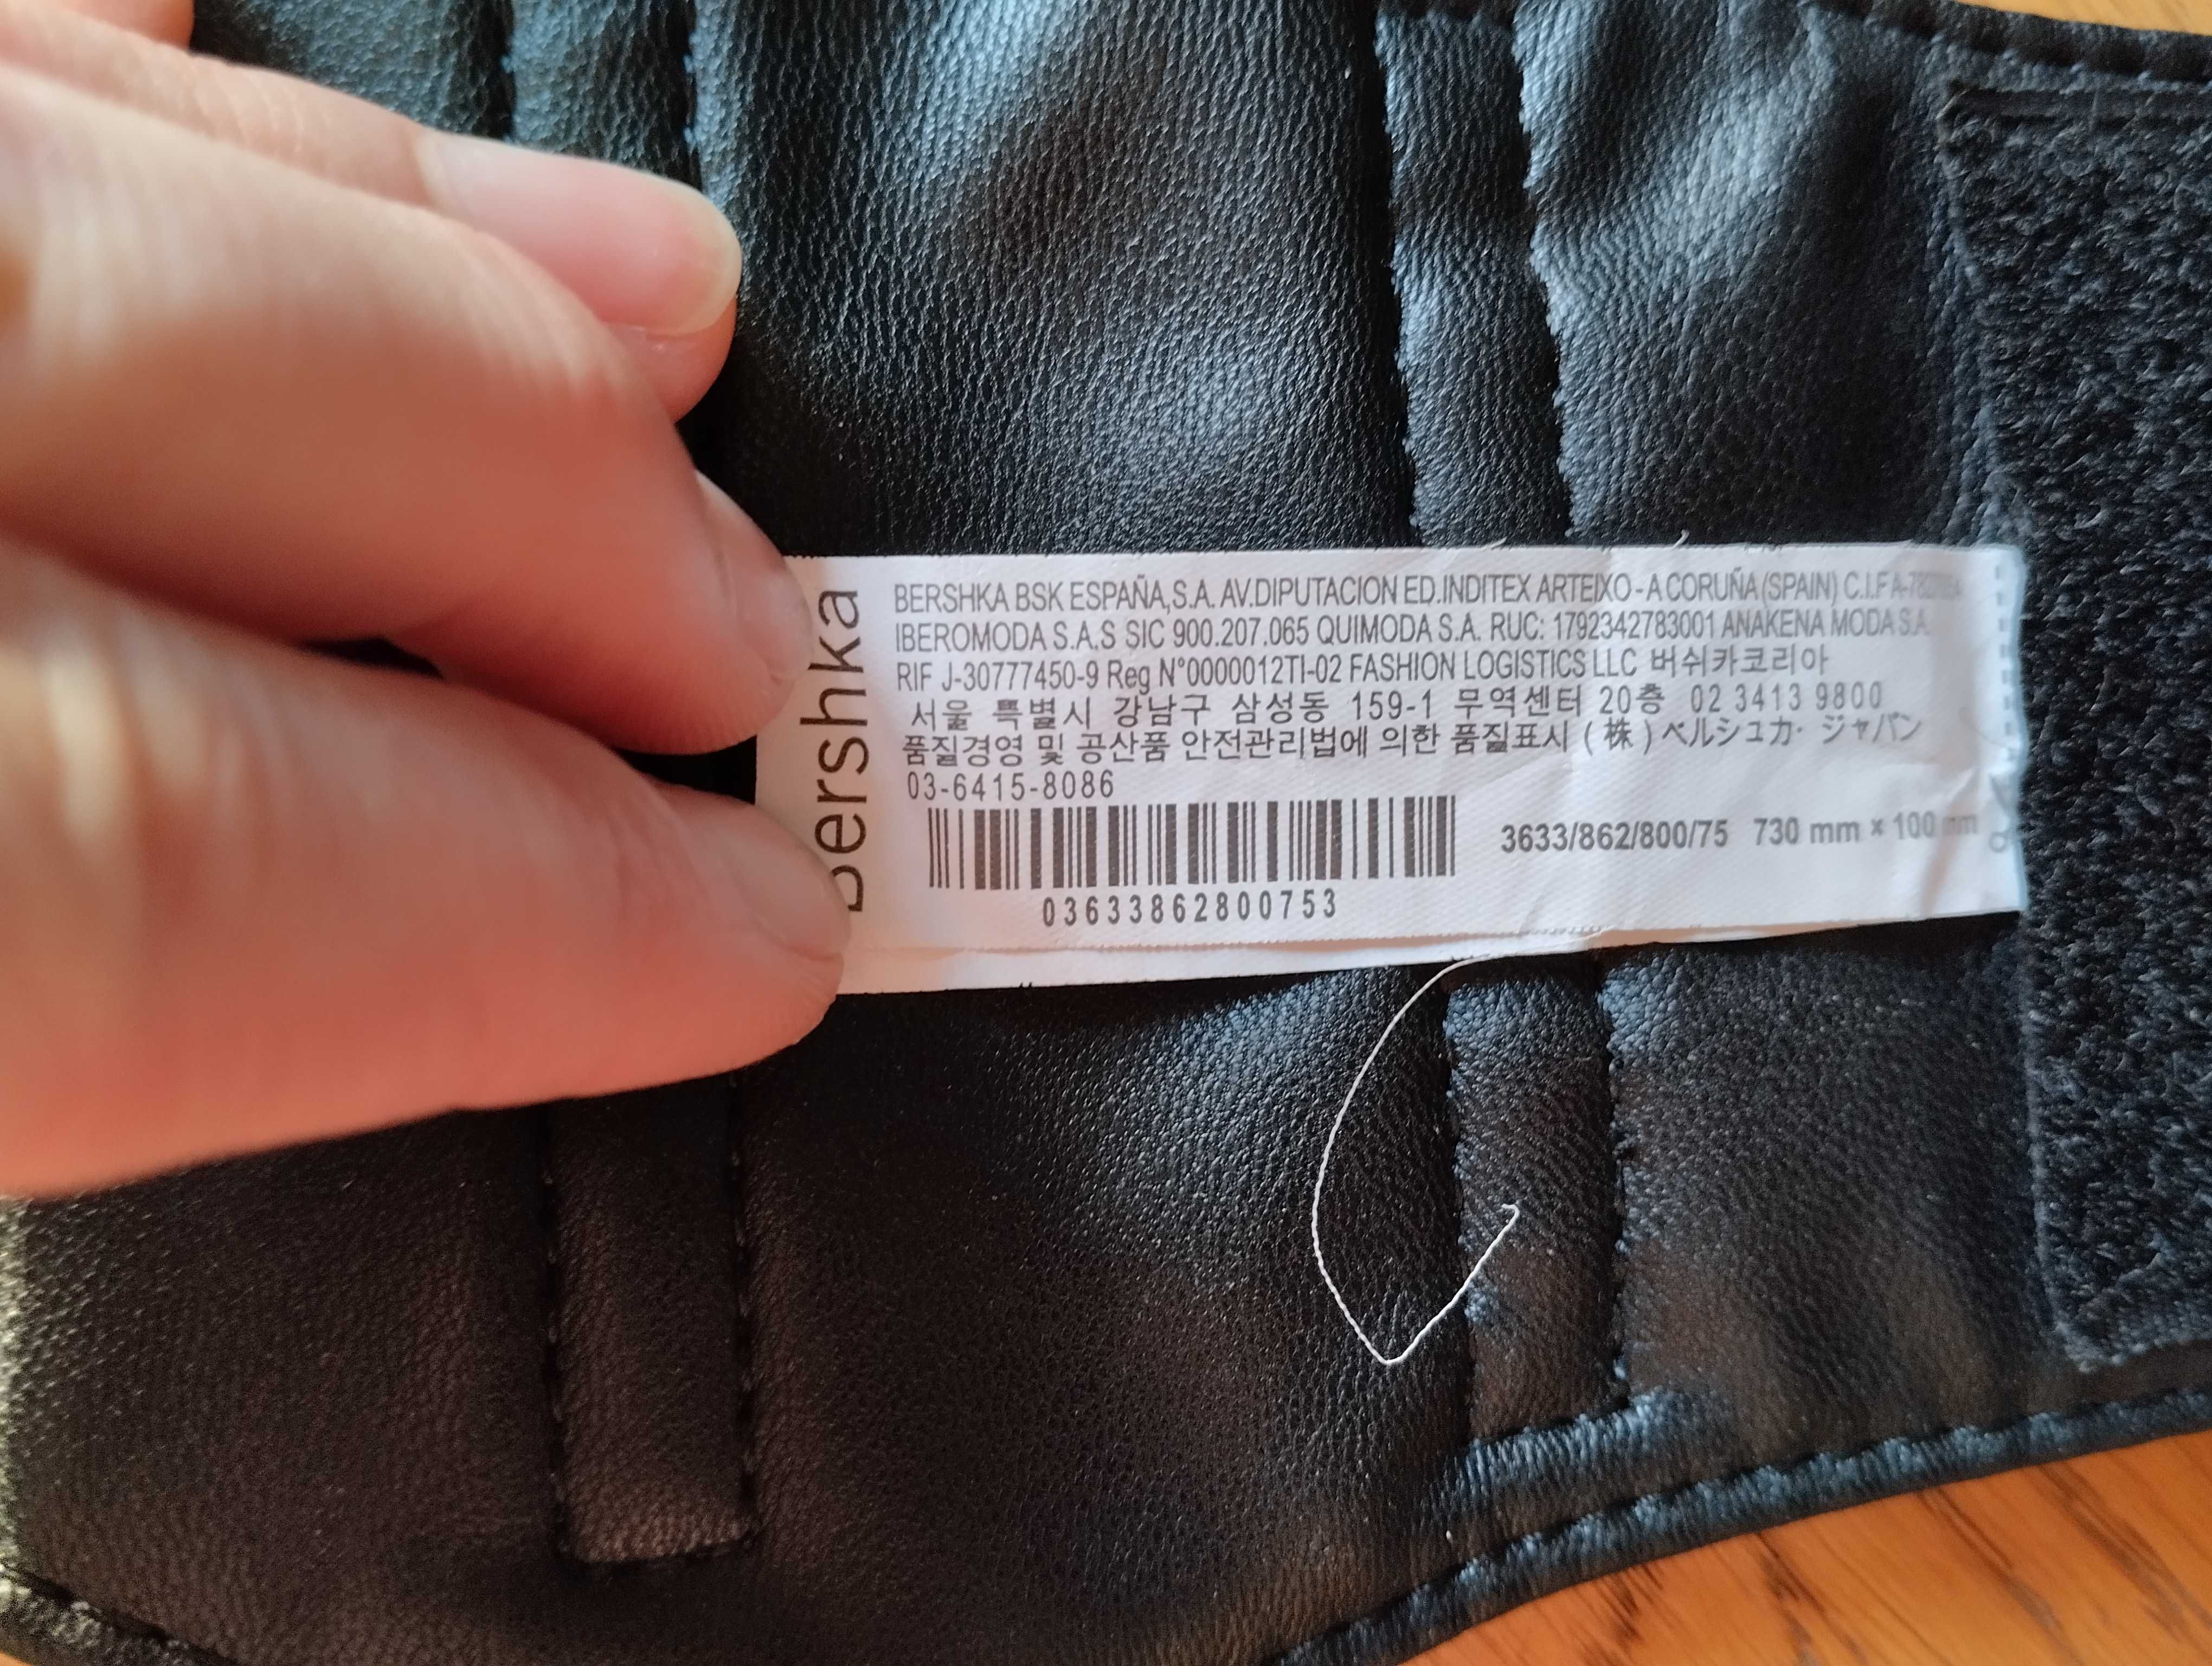 Bershka
BERSHKA BSK ESPAÑA,S.A. AV.DIPUTACION ED.INDITEX ARTEIXO - A CORUÑA (SPAIN) C.I.F
IBEROMODA S.A.S SIC 900.207.065 QUIMODA S.A. RUC: 1792342783001 ANAKENA MODA S.A.
RIF J-30777450-9 Reg N°0000012TI-02 FASHION LOGISTICS LLC 버쉬카코리아
서울 특별시 강남구 삼성동 159-1 무역센터 20층 02 3413 9800
품질경영 및 공산품 안전관리법에 의한 품질표시 (株)ベルシュカ· ジャパン
03-6415-8086
3633/862/800/75 730 mm × 100 mm
03633862800753